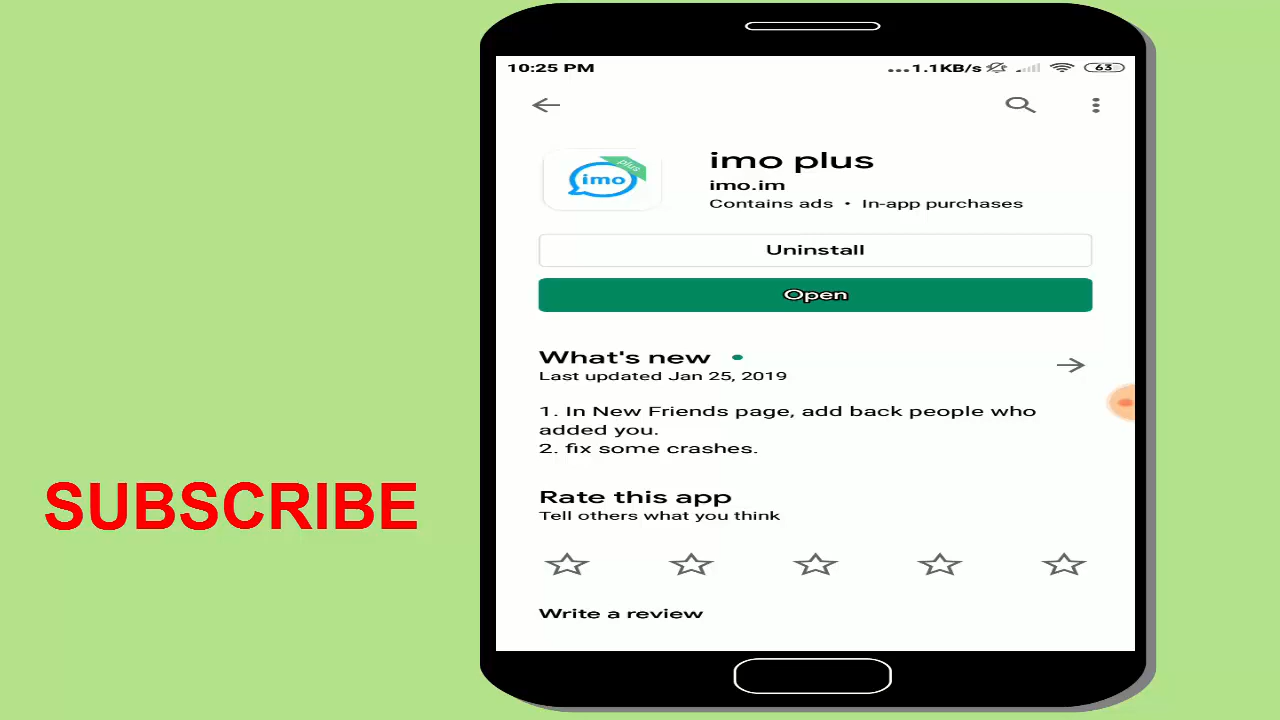 10:25 PM
...1.1KB/s 63
imo plus
imo
plus
imo.im
Contains ads • In-app purchases
Uninstall
Open
What's new
Last updated Jan 25, 2019
1. In New Friends page, add back people who
added you.
2. fix some crashes.
SUBSCRIBE
Rate this app
Tell others what you think
Write a review